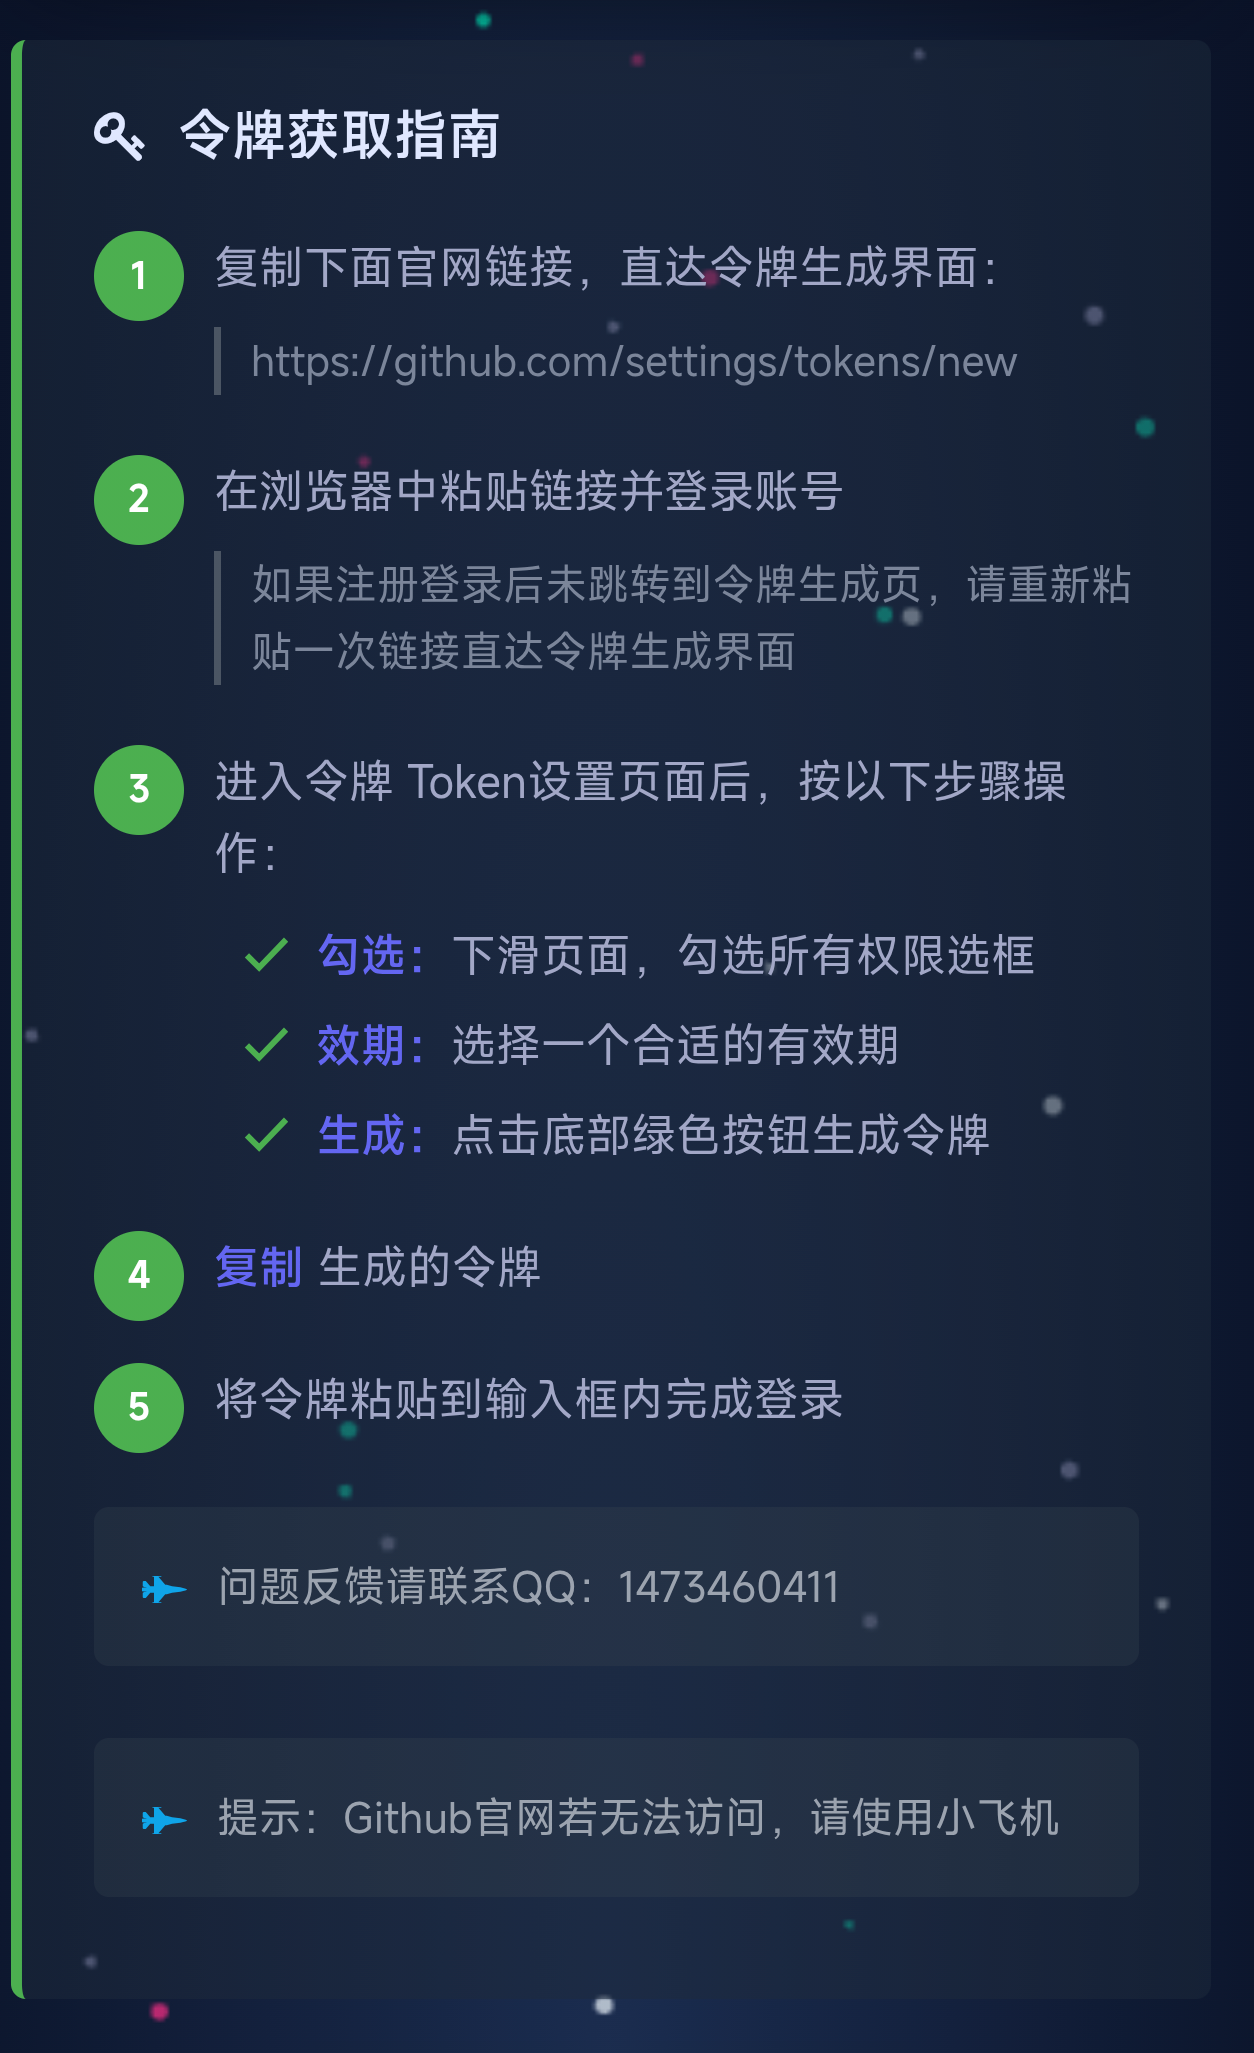 令牌获取指南
1 复制下面官网链接，直达令牌生成界面：
https://github.com/settings/tokens/new
2 在浏览器中粘贴链接并登录账号
如果注册登录后未跳转到令牌生成页，请重新粘
贴一次链接直达令牌生成界面
3 进入令牌 Token设置页面后，按以下步骤操
作：
勾选：下滑页面，勾选所有权限选框
效期：选择一个合适的有效期
生成：点击底部绿色按钮生成令牌
4 复制 生成的令牌
5 将令牌粘贴到输入框内完成登录
问题反馈请联系QQ：1473460411
提示：Github官网若无法访问，请使用小飞机